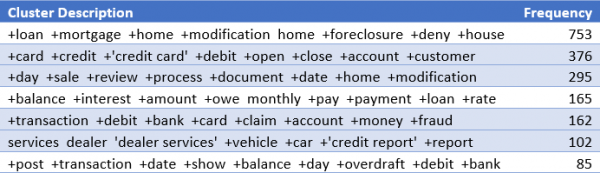 Cluster Description Frequency
+loan +mortgage +home +modification home +foreclosure +deny +house 753
+card +credit +'credit card' +debit +open +close +account +customer 376
+day +sale +review +process +document +date +home +modification 295
+balance +interest +amount +owe monthly +pay +payment +loan +rate 165
+transaction +debit +bank +card +claim +account +money +fraud 162
services dealer 'dealer services' +vehicle +car +'credit report' +report 102
+post +transaction +date +show +balance +day +overdraft +debit +bank 85